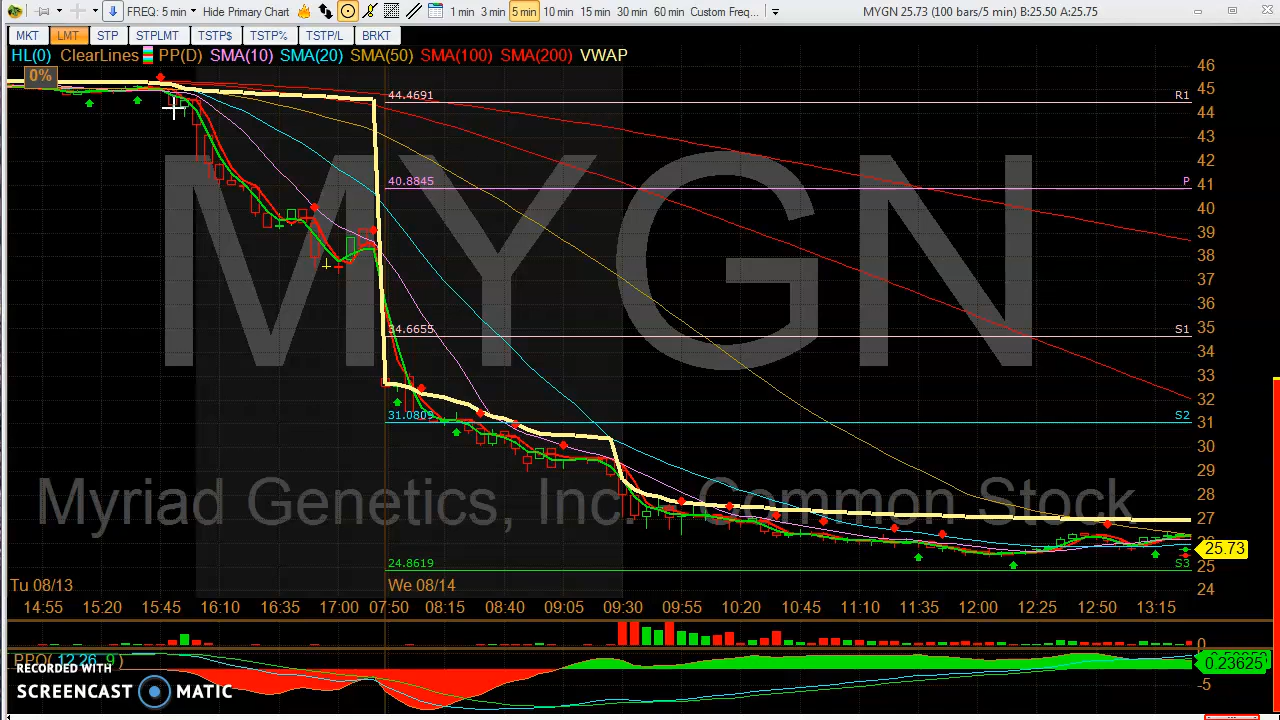 FREQ: 5 min Hide Primary Chart 1 min 3 min 5 min 10 min 15 min 30 min 60 min Custom Freq... MYGN 25.73 (100 bars/5 min) B:25.50 A:25.75
MKT LMT STP STPLMT TSTP$ TSTP% TSTP/L BRKT
HL(0) ClearLines PP(D) SMA(10) SMA(20) SMA(50) SMA(100) SMA(200) VWAP
0%
46
45
44.4691 R1
44
43
42
40.8845 P
41
40
39
38
37
36
34.6655 S1
35
34
33
32
31.0809 S2
31
30
29
28
27
25.73
24.8619 S3
25
24
MYGN
Myriad Genetics, Inc. Common Stock
Tu 08/13 We 08/14
14:55 15:20 15:45 16:10 16:35 17:00 07:50 08:15 08:40 09:05 09:30 09:55 10:20 10:45 11:10 11:35 12:00 12:25 12:50 13:15
0
PPO(12,26,9)
0.23625
-5
RECORDED WITH
SCREENCAST MATIC